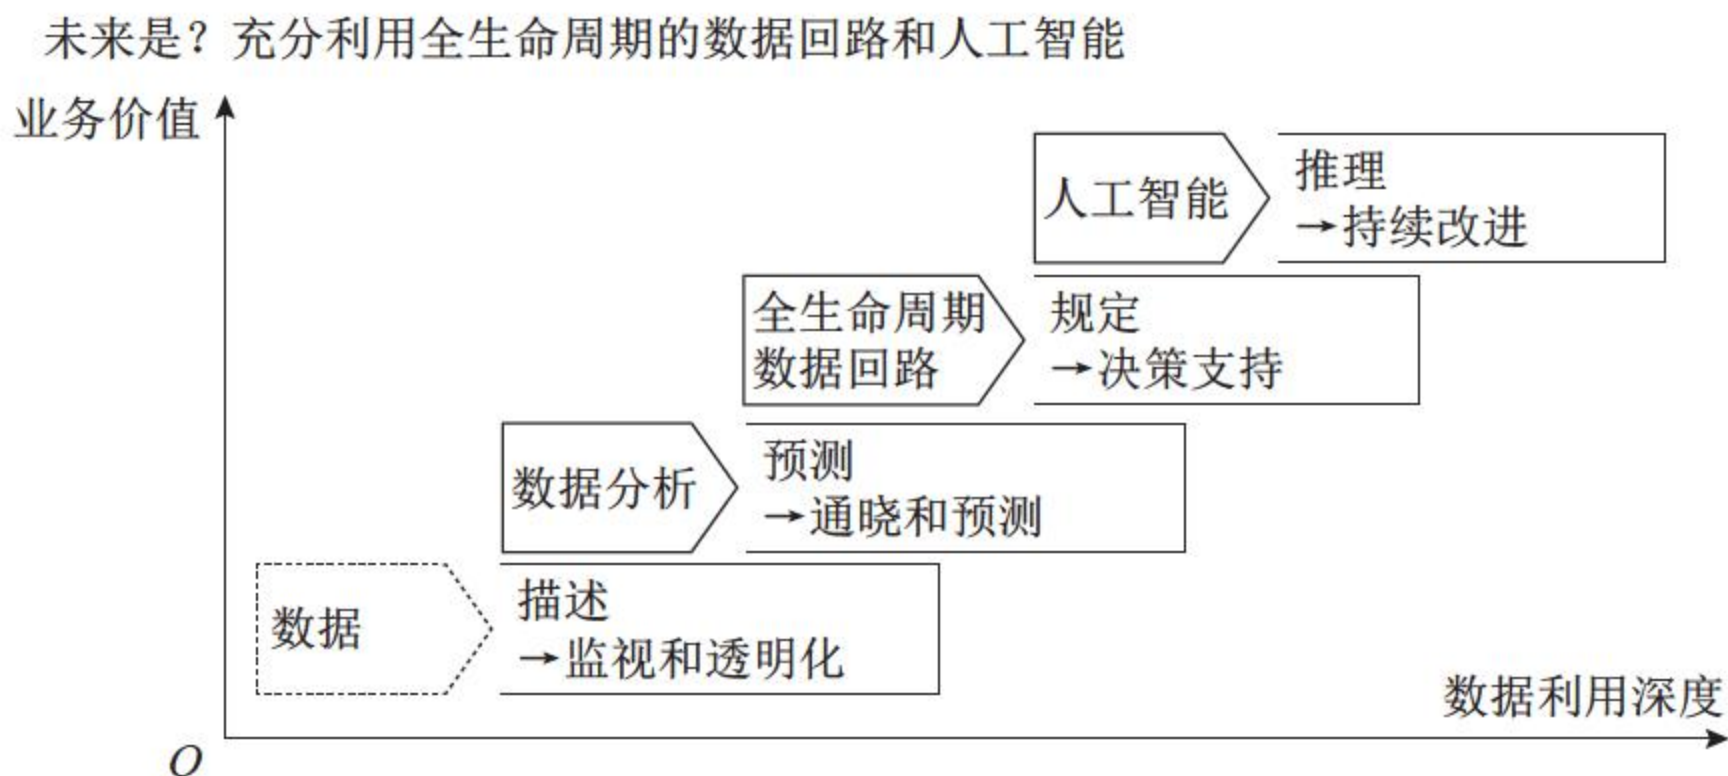 未来是？充分利用全生命周期的数据回路和人工智能
业务价值
人工智能
推理
→持续改进
全生命周期
数据回路
规定
→决策支持
数据分析
预测
→通晓和预测
数据
描述
→监视和透明化
数据利用深度
O